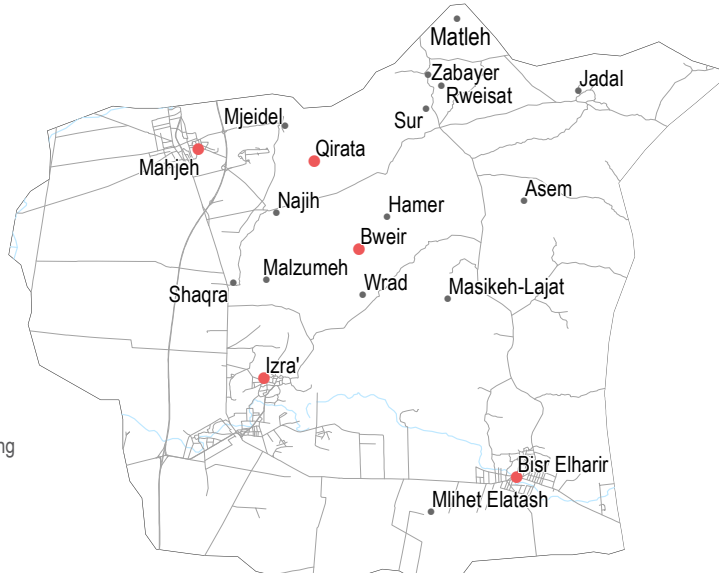 Matleh
Zabayer
Rweisat
Jadal
Sur
Mjeidel
Qirata
Mahjeh
Asem
Najih
Hamer
Bweir
Malzumeh
Wrad
Shaqra
Masikeh-Lajat
Izra'
ng
Bisr Elharir
Mlihet Elatash